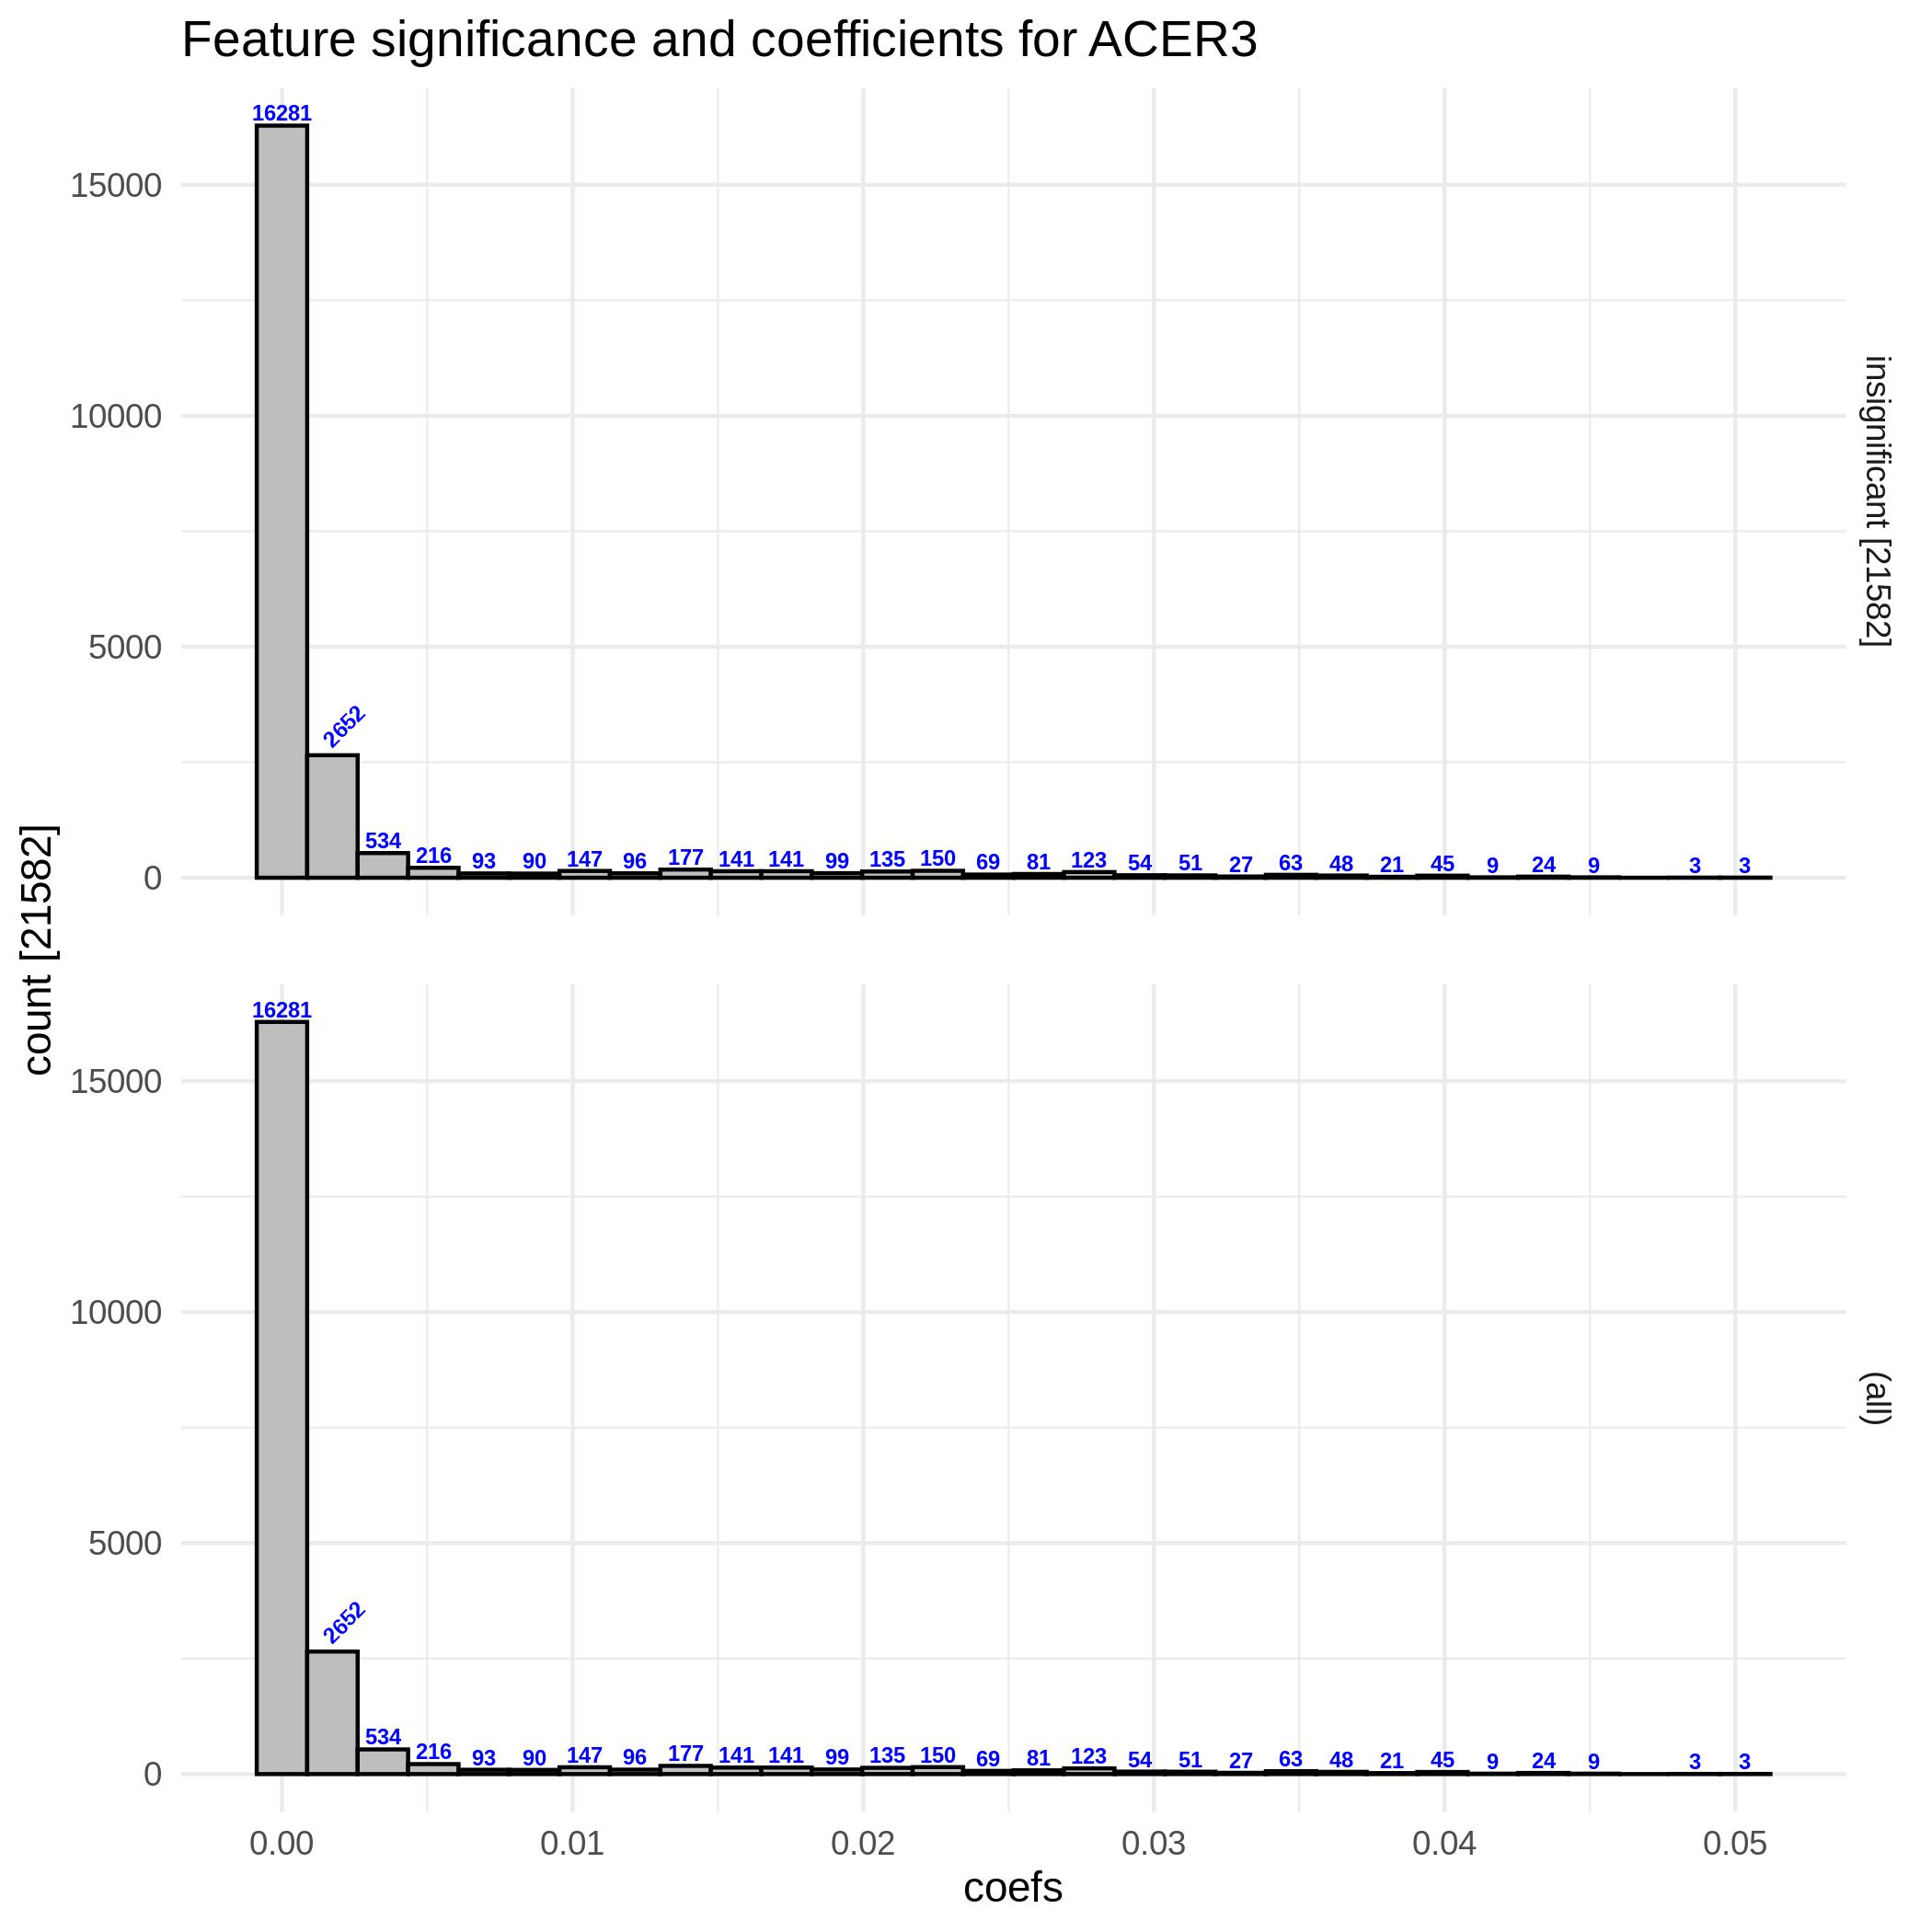 Feature significance and coefficients for ACER3
count [21582]
15000
10000
5000
0
16281
2652
534 216 93 90 147 96 177 141 141 99 135 150 69 81 123 54 51 27 63 48 21 45 9 24 9 3 3
insignificant [21582]
15000
10000
5000
0
16281
2652
534 216 93 90 147 96 177 141 141 99 135 150 69 81 123 54 51 27 63 48 21 45 9 24 9 3 3
(all)
0.00 0.01 0.02 0.03 0.04 0.05
coefs